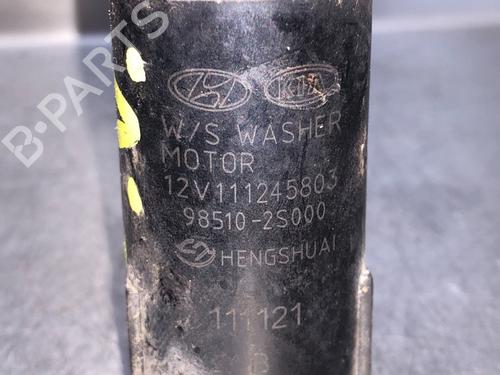 B-PARTS
KIA
W/S WASHER
MOTOR
12V111245803
98510-2S000
HENGSHUAI
111121